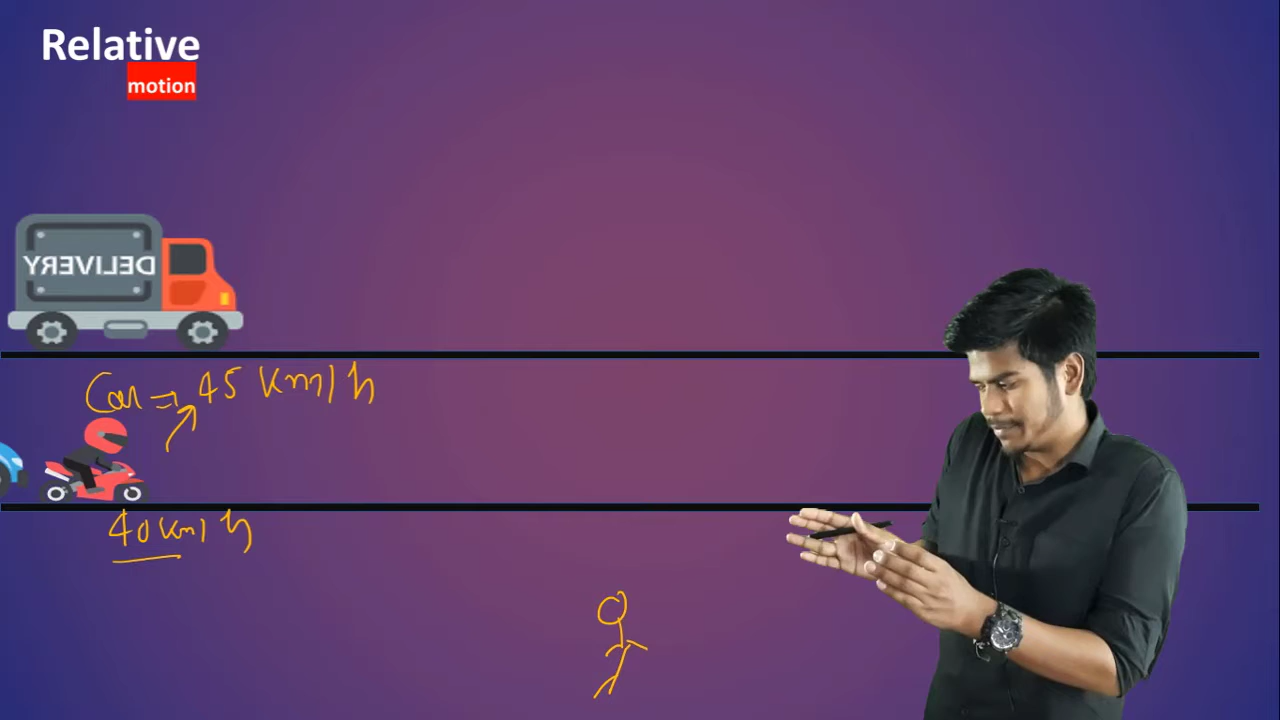 Relative
motion
DELIVERY
Car => 45 Km/h
40 Km/h